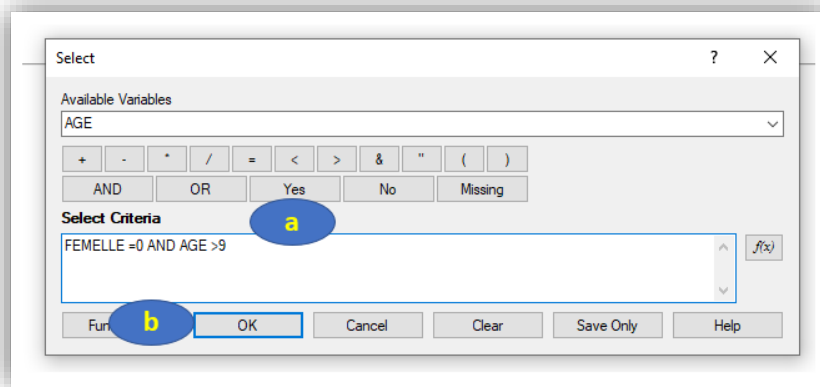 Select ? X
Available Variables
AGE
+ - * / = < > & " ( )
AND OR Yes No Missing
Select Criteria
a
FEMELLE =0 AND AGE >9
f(x)
b OK Cancel Clear Save Only Help